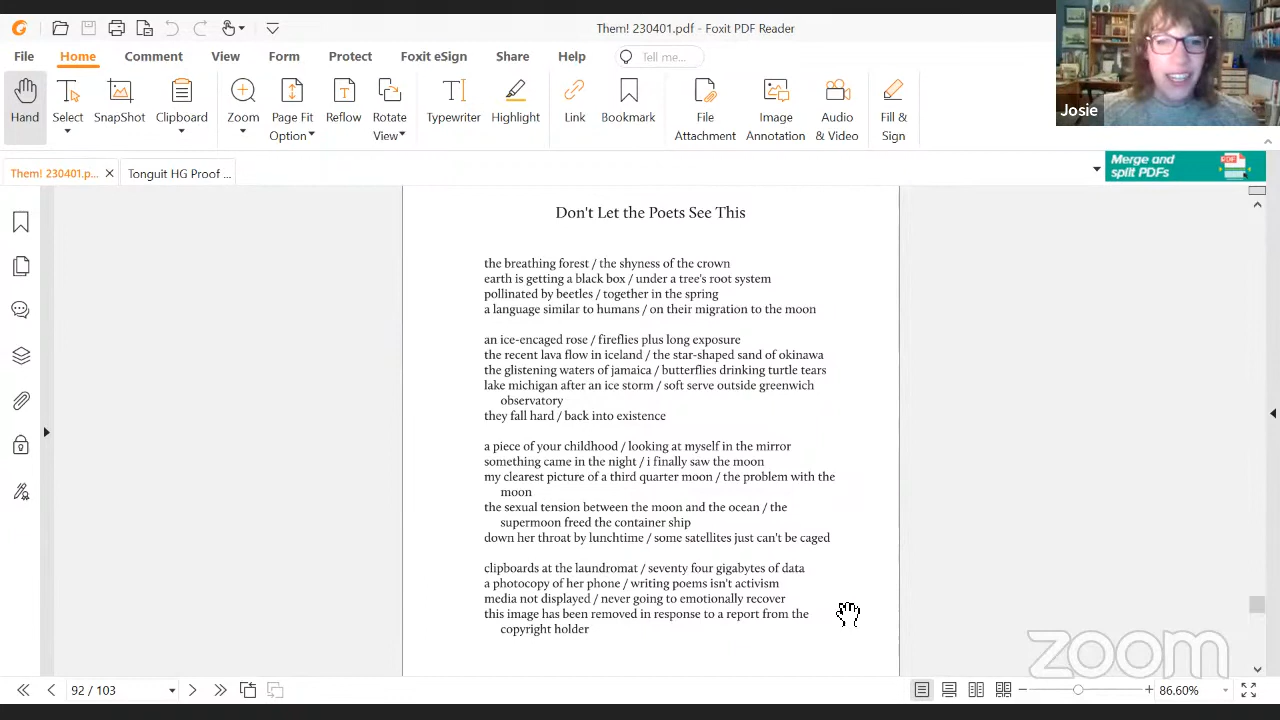 Them! 230401.pdf - Foxit PDF Reader
File Home Comment View Form Protect Foxit eSign Share Help Tell me...
Hand Select SnapShot Clipboard Zoom Page Fit Option Reflow Rotate View Typewriter Highlight Link Bookmark File Attachment Image Annotation Audio & Video Fill & Sign
Josie
Them! 230401.p... Tonguit HG Proof ...
Merge and
split PDFs
PDF
Don't Let the Poets See This
the breathing forest / the shyness of the crown
earth is getting a black box / under a tree's root system
pollinated by beetles / together in the spring
a language similar to humans / on their migration to the moon
an ice-encaged rose / fireflies plus long exposure
the recent lava flow in iceland / the star-shaped sand of okinawa
the glistening waters of jamaica / butterflies drinking turtle tears
lake michigan after an ice storm / soft serve outside greenwich
observatory
they fall hard / back into existence
a piece of your childhood / looking at myself in the mirror
something came in the night / i finally saw the moon
my clearest picture of a third quarter moon / the problem with the
moon
the sexual tension between the moon and the ocean / the
supermoon freed the container ship
down her throat by lunchtime / some satellites just can't be caged
clipboards at the laundromat / seventy four gigabytes of data
a photocopy of her phone / writing poems isn't activism
media not displayed / never going to emotionally recover
this image has been removed in response to a report from the
copyright holder
zoom
92 / 103
86.60%